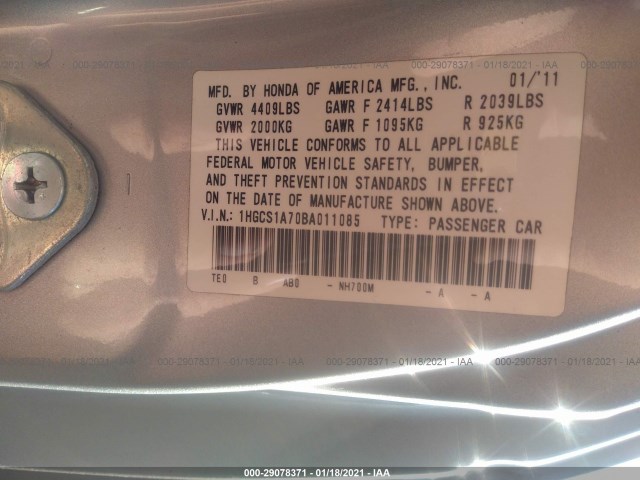 MFD. BY HONDA OF AMERICA MFG., INC. 01/'11
GVWR 4409LBS GAWR F 2414LBS R 2039LBS
GVWR 2000KG GAWR F 1095KG R 925KG
THIS VEHICLE CONFORMS TO ALL APPLICABLE
FEDERAL MOTOR VEHICLE SAFETY, BUMPER,
AND THEFT PREVENTION STANDARDS IN EFFECT
ON THE DATE OF MANUFACTURE SHOWN ABOVE.
V.I.N.: 1HGCS1A70BA011085 TYPE: PASSENGER CAR
TE0 B AB0 - NH700M - A - A
000-29078371 - 01/18/2021 - IAA